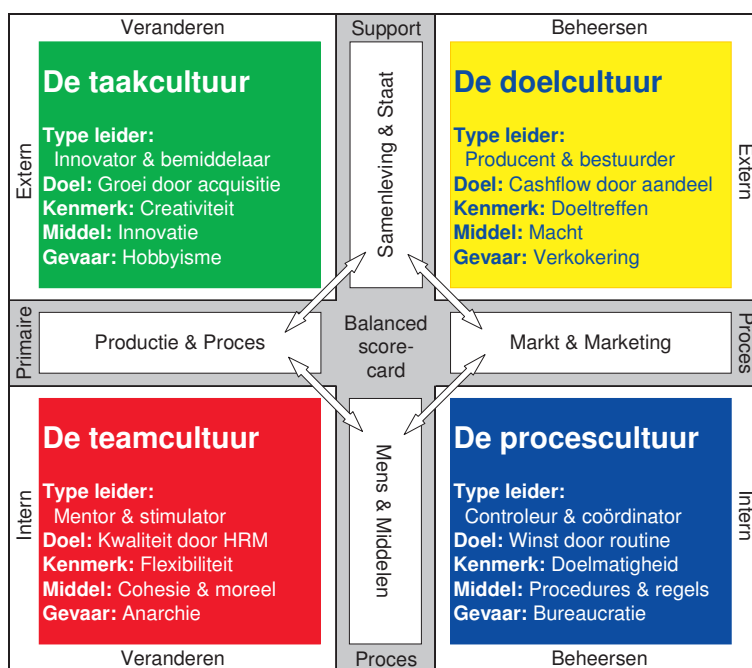 Veranderen
Support
Beheersen
De taakcultuur
Type leider:
Innovator & bemiddelaar
Doel: Groei door acquisitie
Kenmerk: Creativiteit
Middel: Innovatie
Gevaar: Hobbyisme
Extern
Samenleving & Staat
De doelcultuur
Type leider:
Producent & bestuurder
Doel: Cashflow door aandeel
Kenmerk: Doeltreffen
Middel: Macht
Gevaar: Verkokering
Extern
Primaire
Productie & Proces
Balanced
score-
card
Markt & Marketing
Proces
De teamcultuur
Type leider:
Mentor & stimulator
Doel: Kwaliteit door HRM
Kenmerk: Flexibiliteit
Middel: Cohesie & moreel
Gevaar: Anarchie
Intern
Mens & Middelen
De procescultuur
Type leider:
Controleur & coördinator
Doel: Winst door routine
Kenmerk: Doelmatigheid
Middel: Procedures & regels
Gevaar: Bureaucratie
Intern
Veranderen
Proces
Beheersen